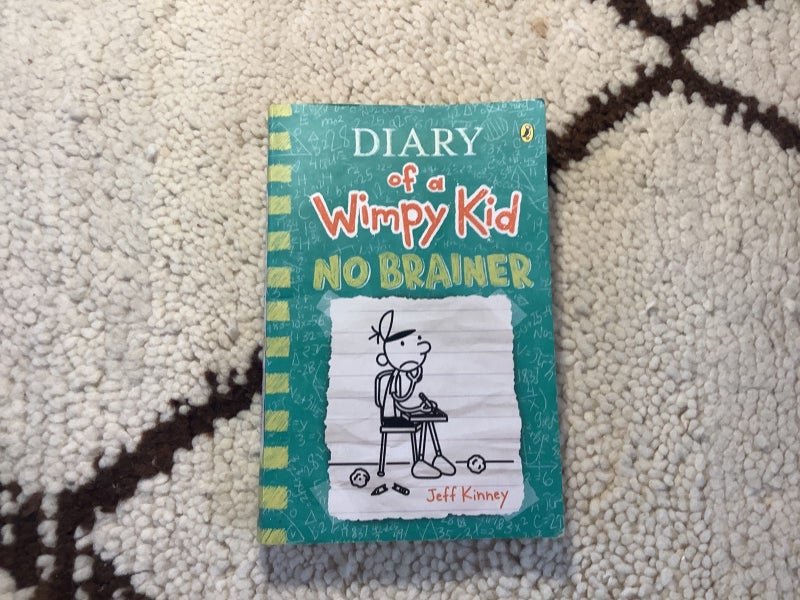 DIARY
of a
Wimpy Kid
NO BRAINER
Jeff Kinney